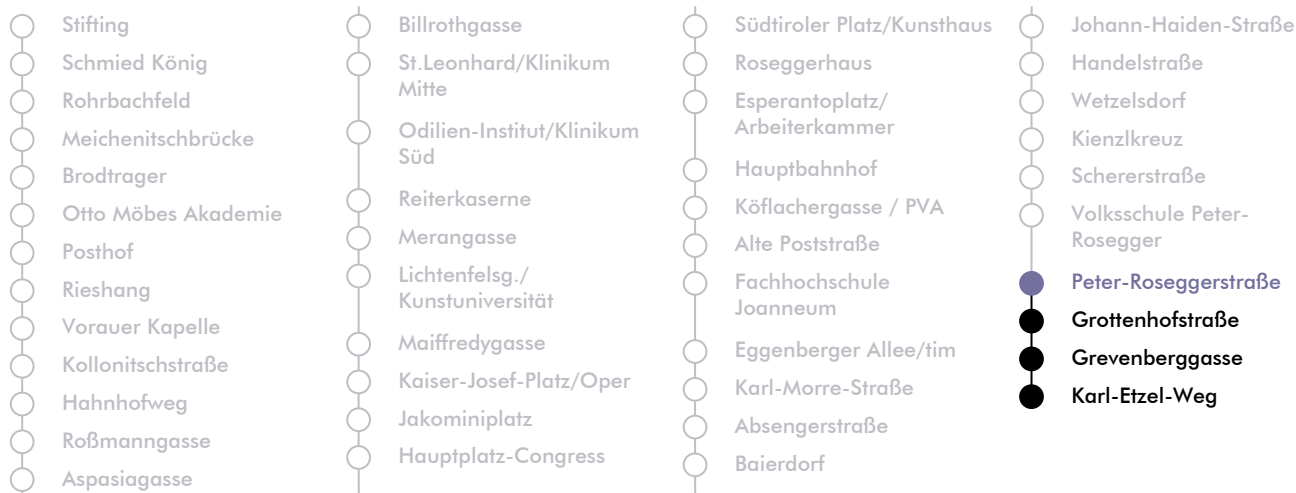 Stifting
Schmied König
Rohrbachfeld
Meichenitschbrücke
Brodtrager
Otto Möbes Akademie
Posthof
Rieshang
Vorauer Kapelle
Kollonitschstraße
Hahnhofweg
Roßmanngasse
Aspasiagasse
Billrothgasse
St.Leonhard/Klinikum
Mitte
Odilien-Institut/Klinikum
Süd
Reiterkaserne
Merangasse
Lichtenfelsg./
Kunstuniversität
Maiffredygasse
Kaiser-Josef-Platz/Oper
Jakominiplatz
Hauptplatz-Congress
Südtiroler Platz/Kunsthaus
Roseggerhaus
Esperantoplatz/
Arbeiterkammer
Hauptbahnhof
Köflachergasse / PVA
Alte Poststraße
Fachhochschule
Joanneum
Eggenberger Allee/tim
Karl-Morre-Straße
Absengerstraße
Baierdorf
Johann-Haiden-Straße
Handelstraße
Wetzelsdorf
Kienzlkreuz
Schererstraße
Volksschule Peter-
Rosegger
Peter-Roseggerstraße
Grottenhofstraße
Grevenberggasse
Karl-Etzel-Weg